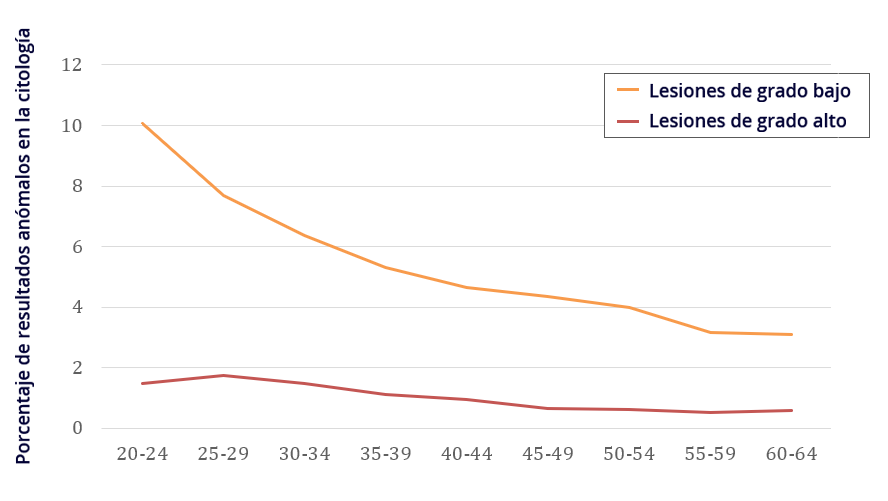 Porcentaje de resultados anómalos en la citología
12
10
8
6
4
2
0
Lesiones de grado bajo
Lesiones de grado alto
20-24 25-29 30-34 35-39 40-44 45-49 50-54 55-59 60-64